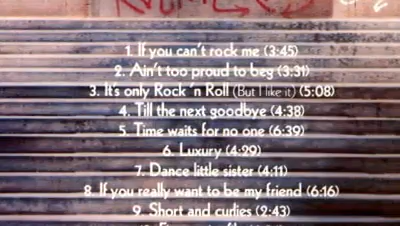 1. If you can't rock me (3:45)
2. Ain't too proud to beg (3:31)
3. It's only Rock 'n Roll (But I like it) (5:08)
4. Till the next goodbye (4:38)
5. Time waits for no one (6:39)
6. Luxury (4:29)
7. Dance little sister (4:11)
8. If you really want to be my friend (6:16)
9. Short and curlies (2:43)